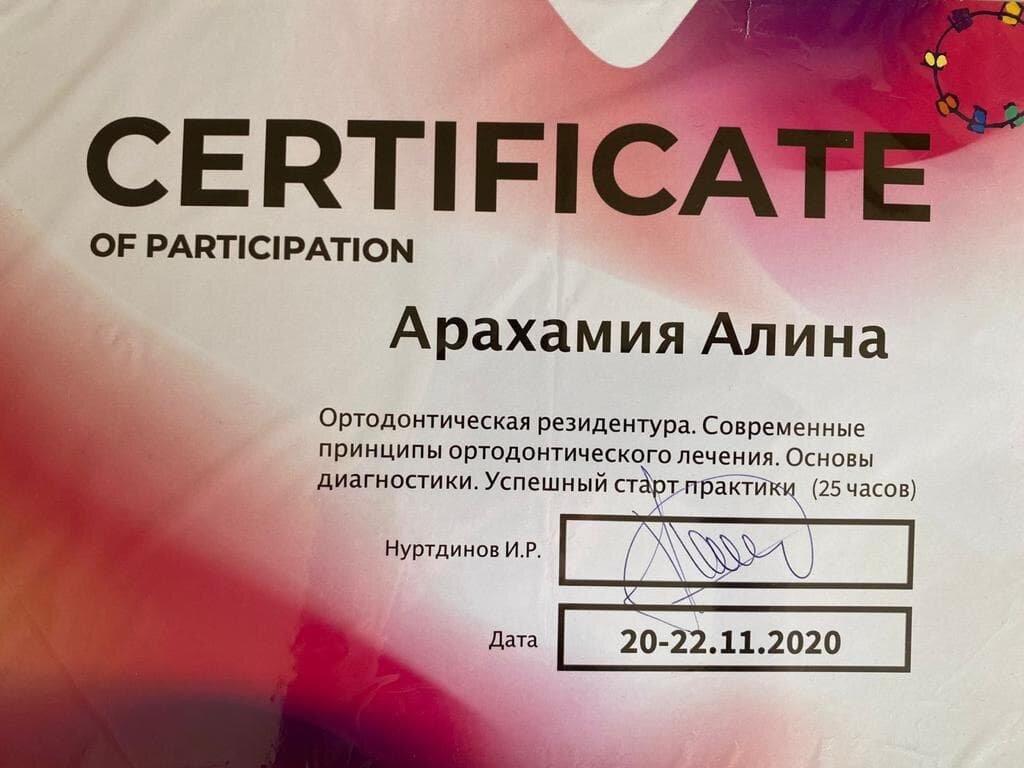 CERTIFICATE
OF PARTICIPATION
Арахамия Алина
Ортодонтическая резидентура. Современные
принципы ортодонтического лечения. Основы
диагностики. Успешный старт практики (25 часов)
Нуртдинов И.Р.
Дата 20-22.11.2020